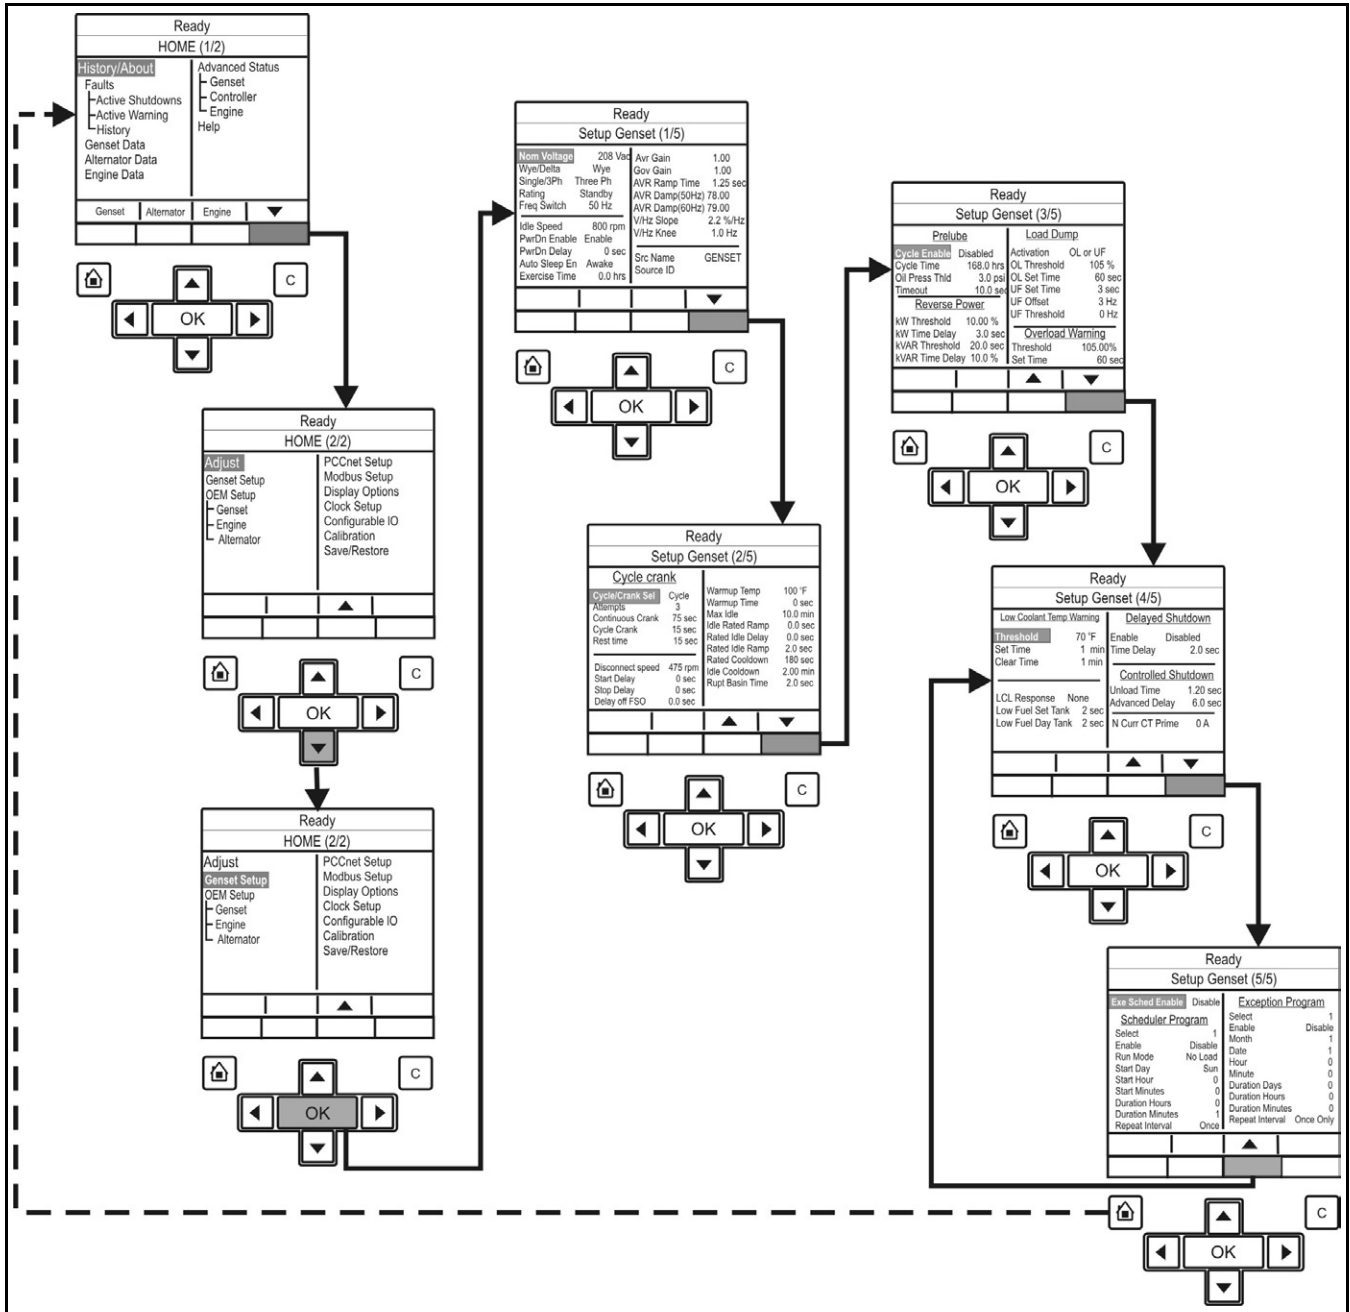 Ready
HOME (1/2)
History/About
Faults
Active Shutdowns
Active Warning
History
Genset Data
Alternator Data
Engine Data
Advanced Status
Genset
Controller
Engine
Help
Genset Alternator Engine
C
OK
Ready
HOME (2/2)
Adjust
Genset Setup
OEM Setup
Genset
Engine
Alternator
PCCnet Setup
Modbus Setup
Display Options
Clock Setup
Configurable IO
Calibration
Save/Restore
C
OK
Ready
HOME (2/2)
Adjust
Genset Setup
OEM Setup
Genset
Engine
Alternator
PCCnet Setup
Modbus Setup
Display Options
Clock Setup
Configurable IO
Calibration
Save/Restore
C
OK
Ready
Setup Genset (1/5)
Nom Voltage 208 Vac
Wye/Delta Wye
Single/3Ph Three Ph
Rating Standby
Freq Switch 50 Hz
Idle Speed 800 rpm
PwrDn Enable Enable
PwrDn Delay 0 sec
Auto Sleep En Awake
Exercise Time 0.0 hrs
Avr Gain 1.00
Gov Gain 1.00
AVR Ramp Time 1.25 sec
AVR Damp(50Hz) 78.00
AVR Damp(60Hz) 79.00
V/Hz Slope 2.2 %/Hz
V/Hz Knee 1.0 Hz
Src Name GENSET
Source ID
C
OK
Ready
Setup Genset (2/5)
Cycle crank
Cycle/Crank Sel Cycle
Attempts 3
Continuous Crank 75 sec
Cycle Crank 15 sec
Rest time 15 sec
Disconnect speed 475 rpm
Start Delay 0 sec
Stop Delay 0 sec
Delay off FSO 0.0 sec
Warmup Temp 100 °F
Warmup Time 0 sec
Max Idle 10.0 min
Idle Rated Ramp 0.0 sec
Rated Idle Delay 0.0 sec
Rated Idle Ramp 2.0 sec
Rated Cooldown 180 sec
Idle Cooldown 2.00 min
Rupt Basin Time 2.0 sec
C
OK
Ready
Setup Genset (3/5)
Prelube
Cycle Enable Disabled
Cycle Time 168.0 hrs
Oil Press Thld 3.0 psi
Timeout 10.0 sec
Reverse Power
kW Threshold 10.00 %
kW Time Delay 3.0 sec
kVAR Threshold 20.0 sec
kVAR Time Delay 10.0 %
Load Dump
Activation OL or UF
OL Threshold 105 %
OL Set Time 60 sec
UF Set Time 3 sec
UF Offset 3 Hz
UF Threshold 0 Hz
Overload Warning
Threshold 105.00%
Set Time 60 sec
C
OK
Ready
Setup Genset (4/5)
Low Coolant Temp Warning
Threshold 70 °F
Set Time 1 min
Clear Time 1 min
LCL Response None
Low Fuel Set Tank 2 sec
Low Fuel Day Tank 2 sec
Delayed Shutdown
Enable Disabled
Time Delay 2.0 sec
Controlled Shutdown
Unload Time 1.20 sec
Advanced Delay 6.0 sec
N Curr CT Prime 0 A
C
OK
Ready
Setup Genset (5/5)
Exe Sched Enable Disable
Scheduler Program
Select 1
Enable Disable
Run Mode No Load
Start Day Sun
Start Hour 0
Start Minutes 0
Duration Hours 0
Duration Minutes 1
Repeat Interval Once
Exception Program
Select 1
Enable Disable
Month 1
Date 1
Hour 0
Minute 0
Duration Days 0
Duration Hours 0
Duration Minutes 0
Repeat Interval Once Only
C
OK